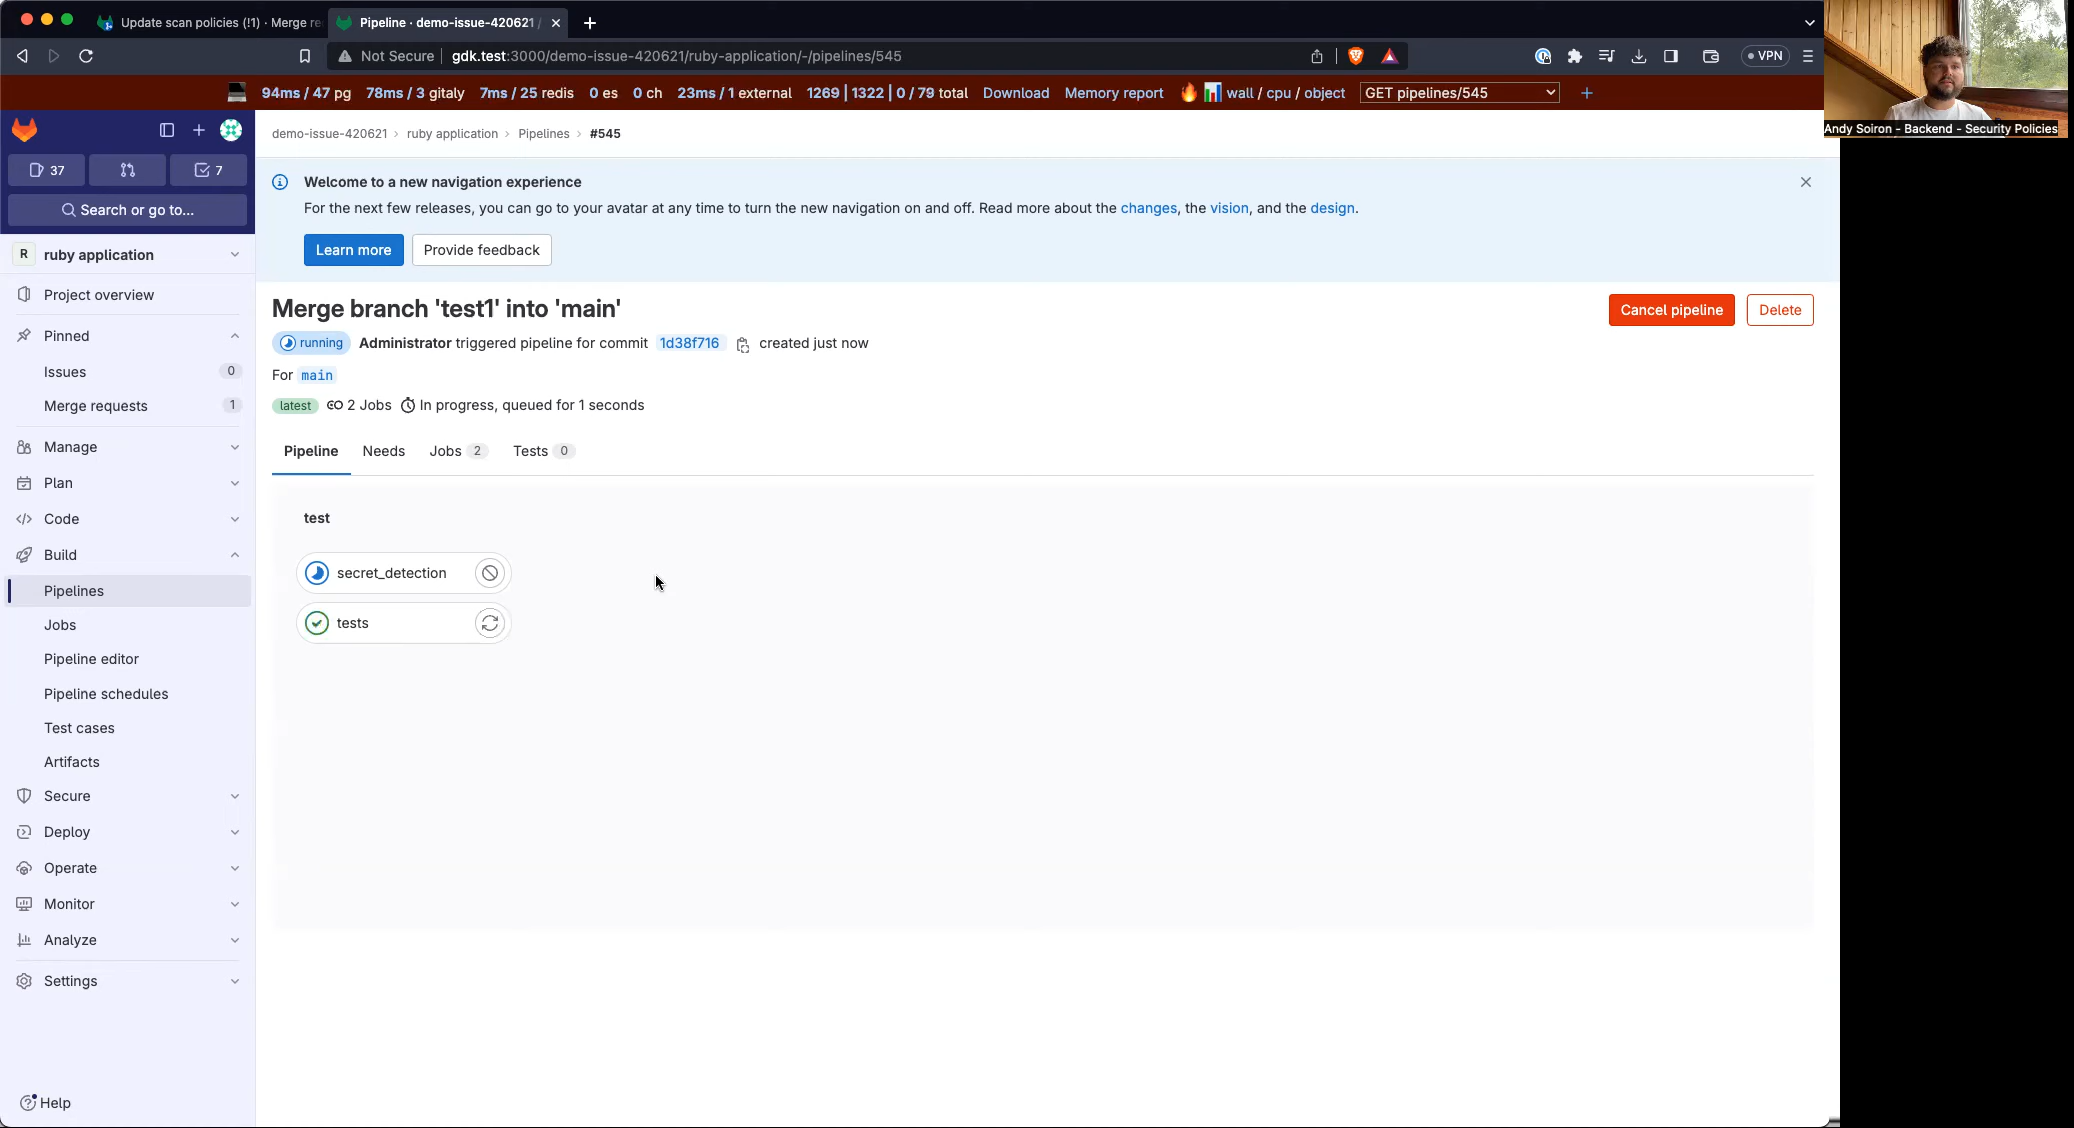 Update scan policies (!1) · Merge re
Pipeline · demo-issue-420621 /
Not Secure gdk.test:3000/demo-issue-420621/ruby-application/-/pipelines/545
VPN
94ms / 47 pg 78ms / 3 gitaly 7ms / 25 redis 0 es 0 ch 23ms / 1 external 1269 | 1322 | 0 / 79 total Download Memory report wall / cpu / object GET pipelines/545 +
Andy Soiron - Backend - Security Policies
37
7
Search or go to...
R ruby application
Project overview
Pinned
Issues 0
Merge requests 1
Manage
Plan
Code
Build
Pipelines
Jobs
Pipeline editor
Pipeline schedules
Test cases
Artifacts
Secure
Deploy
Operate
Monitor
Analyze
Settings
Help
demo-issue-420621 › ruby application › Pipelines › #545
Welcome to a new navigation experience
For the next few releases, you can go to your avatar at any time to turn the new navigation on and off. Read more about the changes, the vision, and the design.
Learn more Provide feedback
Merge branch 'test1' into 'main'
Cancel pipeline Delete
running Administrator triggered pipeline for commit 1d38f716 created just now
For main
latest 2 Jobs In progress, queued for 1 seconds
Pipeline Needs Jobs 2 Tests 0
test
secret_detection
tests